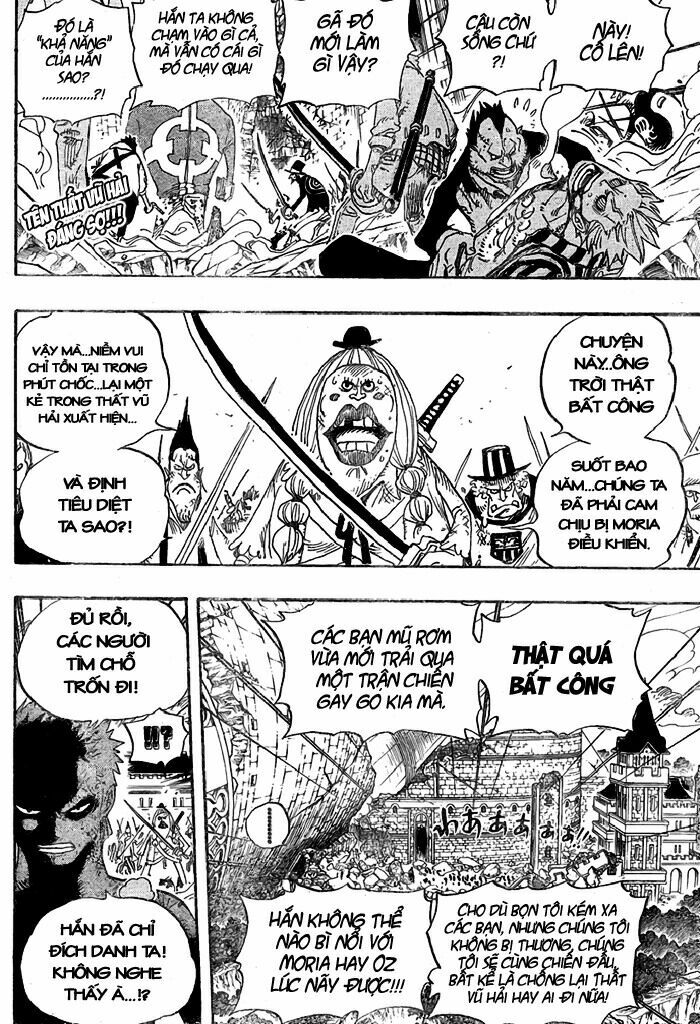 NÀY!
CỐ LÊN!
CẬU CÒN
SỐNG CHỨ
?!
GÃ ĐÓ
MỚI LÀM
GÌ VẬY?
HẮN TA KHÔNG
CHẠM VÀO GÌ CẢ,
MÀ VẪN CÓ CÁI GÌ
ĐÓ CHẠY QUA!
ĐÓ LÀ
"KHẢ NĂNG"
CỦA HẮN
SAO?
................?!
TÊN THẤT VŨ HẢI
ĐÁNG SỢ!!!
CHUYỆN
NÀY..ÔNG
TRỜI THẬT
BẤT CÔNG
SUỐT BAO
NĂM...CHÚNG TA
ĐÃ PHẢI CAM
CHỊU BỊ MORIA
ĐIỀU KHIỂN.
VẬY MÀ...NIỀM VUI
CHỈ TỒN TẠI TRONG
PHÚT CHỐC...LẠI MỘT
KẺ TRONG THẤT VŨ
HẢI XUẤT HIỆN...
VÀ ĐỊNH
TIÊU DIỆT
TA SAO?!
THẬT QUÁ
BẤT CÔNG
CÁC BẠN MŨ RƠM
VỪA MỚI TRẢI QUA
MỘT TRẬN CHIẾN
GAY GO KIA MÀ.
わあああああ!!
CHO DÙ BỌN TÔI KÉM XA
CÁC BẠN, NHƯNG CHÚNG TÔI
KHÔNG BỊ THƯƠNG, CHÚNG
TÔI SẼ CÙNG CHIẾN ĐẤU,
BẤT KỂ LÀ CHỐNG LẠI THẤT
VŨ HẢI HAY AI ĐI NỮA!
HẮN KHÔNG THỂ
NÀO BÌ NỔI VỚI
MORIA HAY OZ
LÚC NÃY ĐƯỢC!!!
ĐỦ RỒI,
CÁC NGƯỜI
TÌM CHỖ
TRỐN ĐI!
U?
HẮN ĐÃ CHỈ
ĐÍCH DANH TA!
KHÔNG NGHE
THẤY À...!?